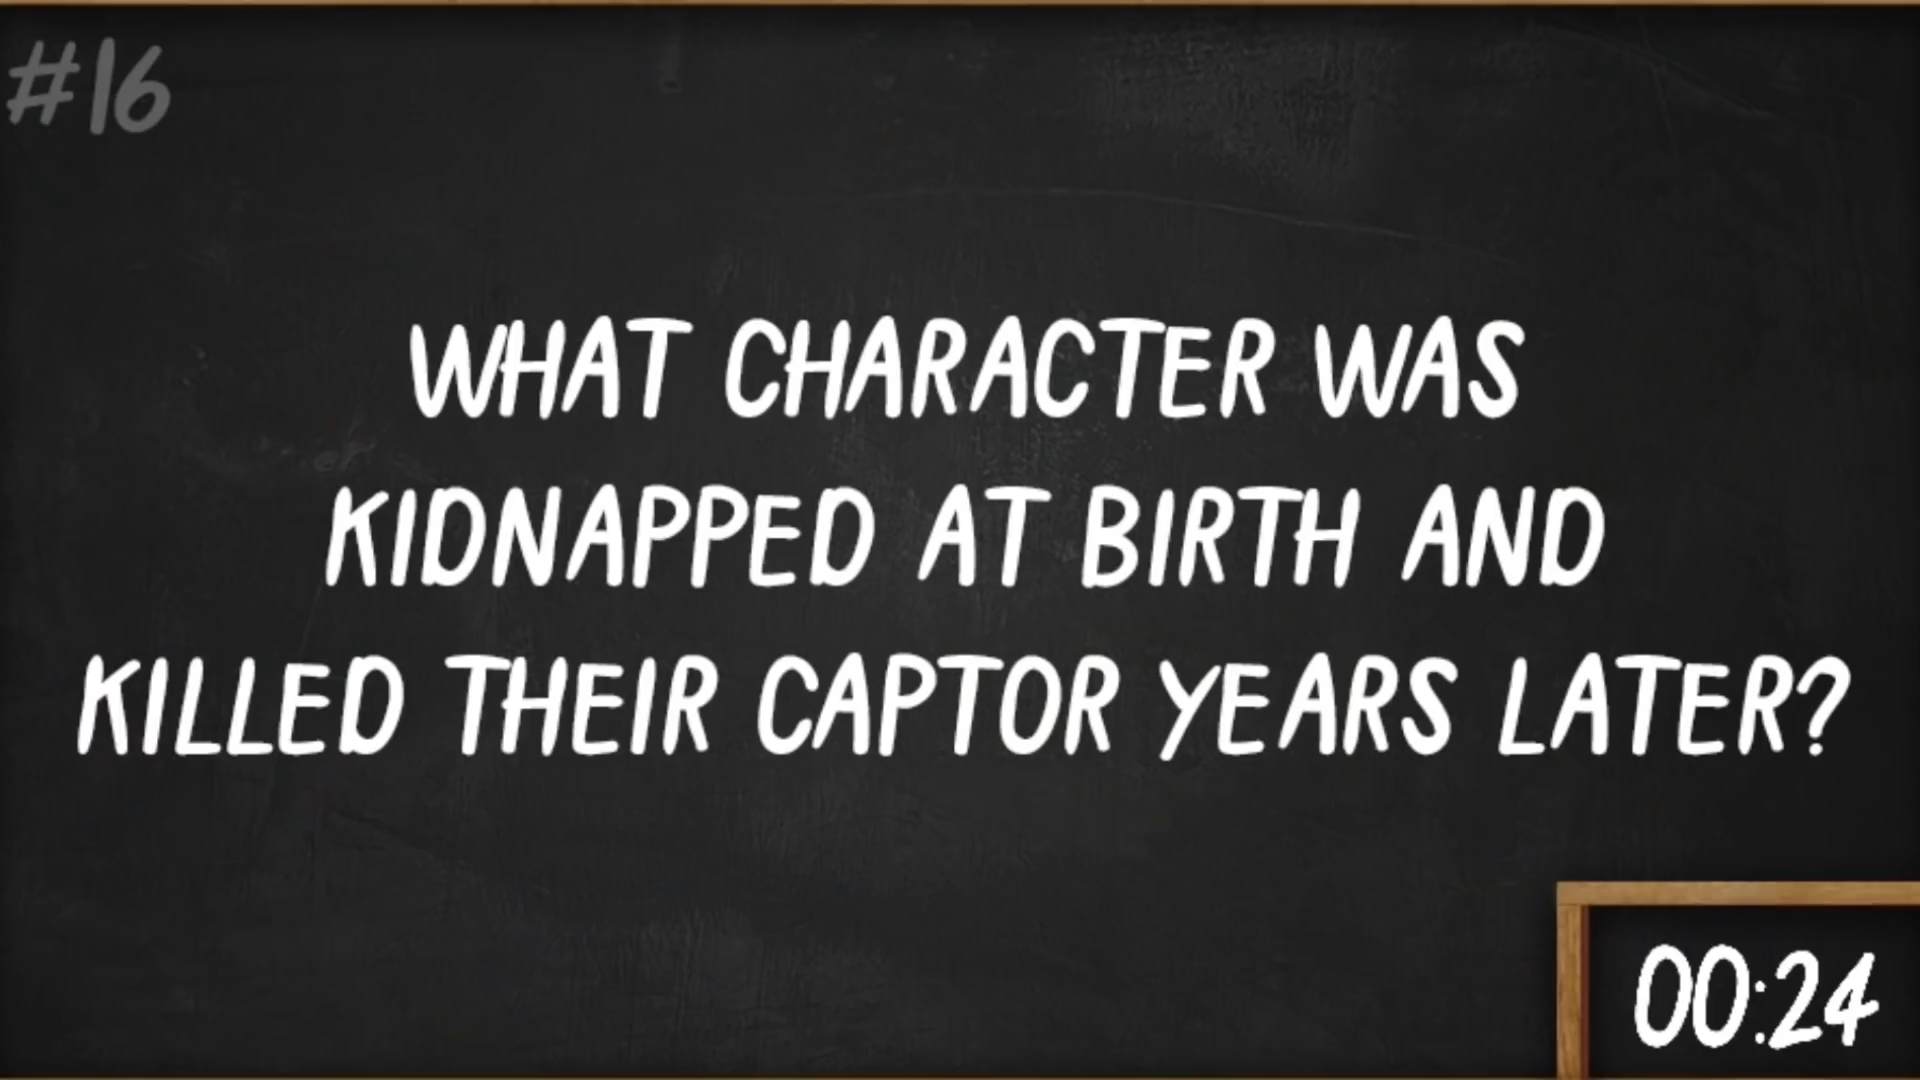 #16
WHAT CHARACTER WAS
KIDNAPPED AT BIRTH AND
KILLED THEIR CAPTOR YEARS LATER?
00:24